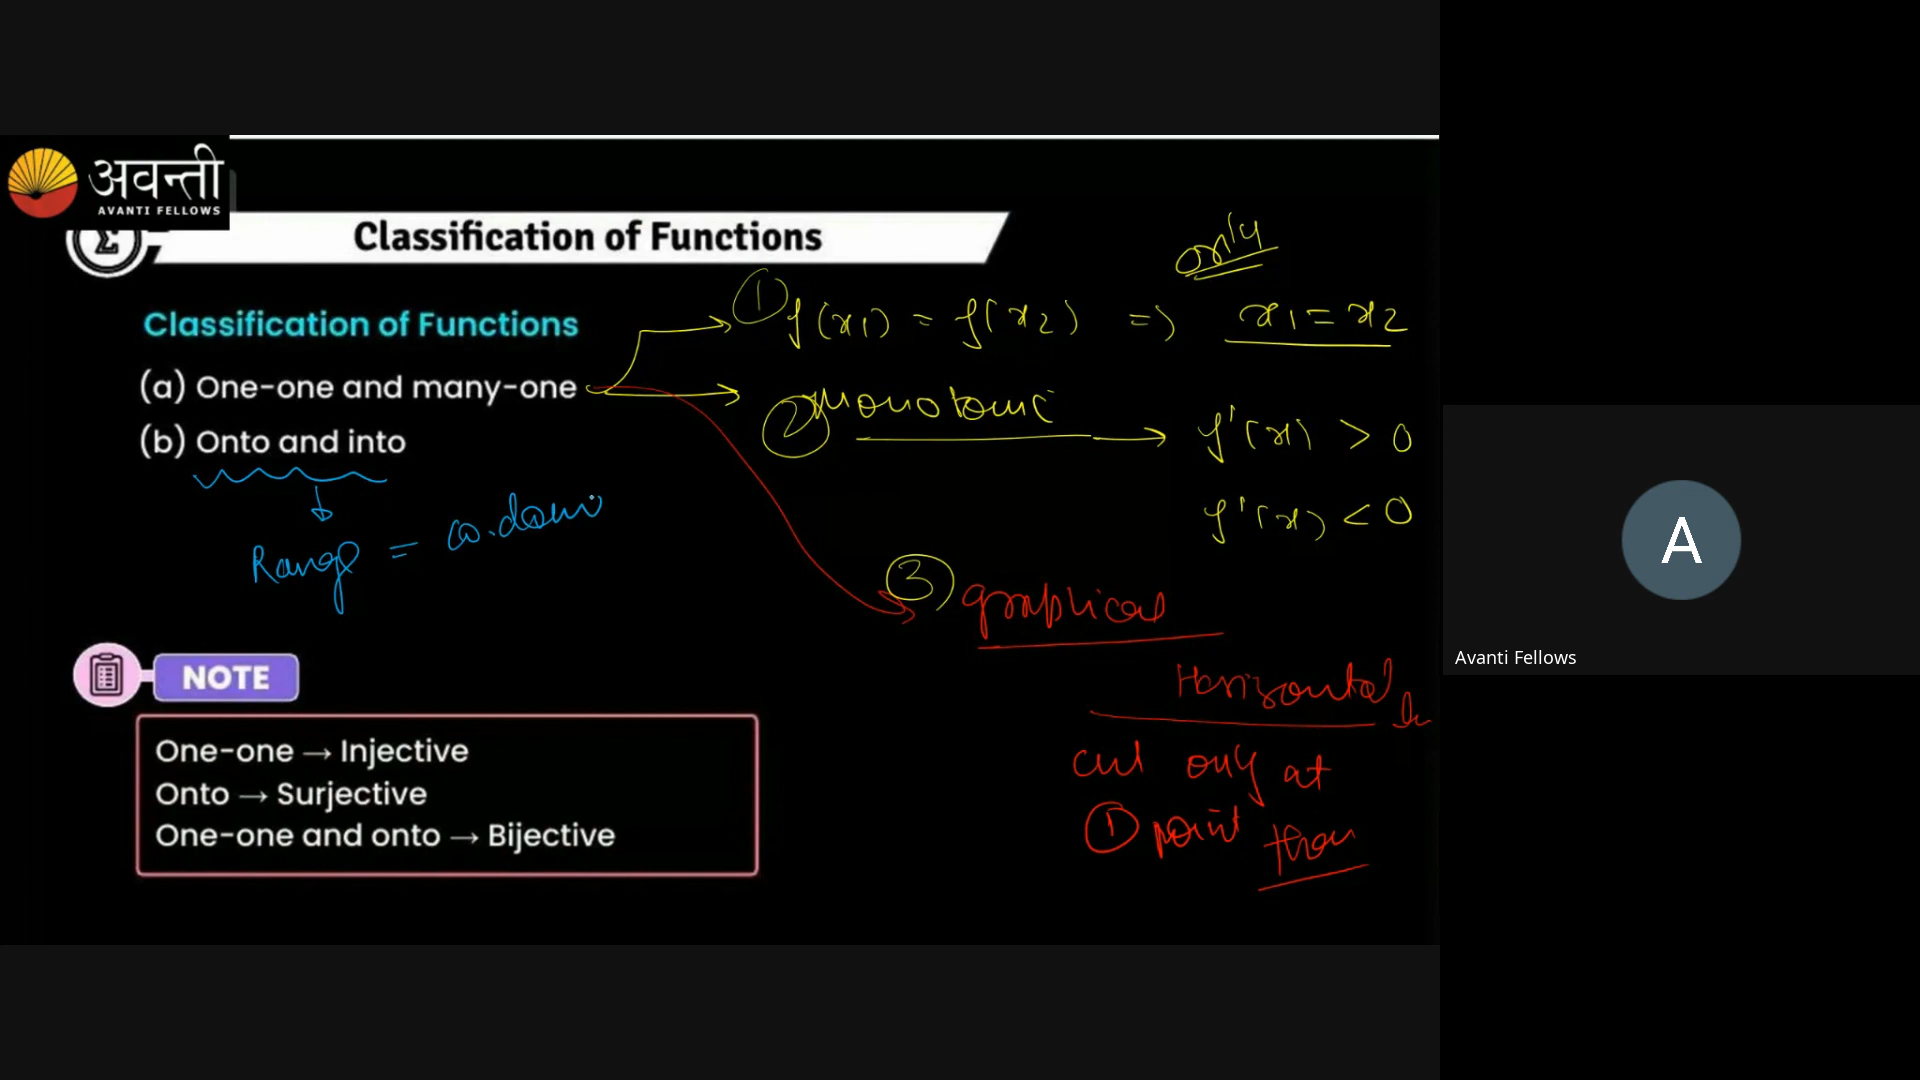 अवन्ती
AVANTI FELLOWS
Classification of Functions
only
Classification of Functions
① f(x1) = f(x2) => x1 = x2
(a) One-one and many-one
② Monotonic → f'(x) > 0
(b) Onto and into
f'(x) < 0
Range = co.domi
③ graphical
Horizontal
NOTE
cut only at
① point then
One-one → Injective
Onto → Surjective
One-one and onto → Bijective
A
Avanti Fellows